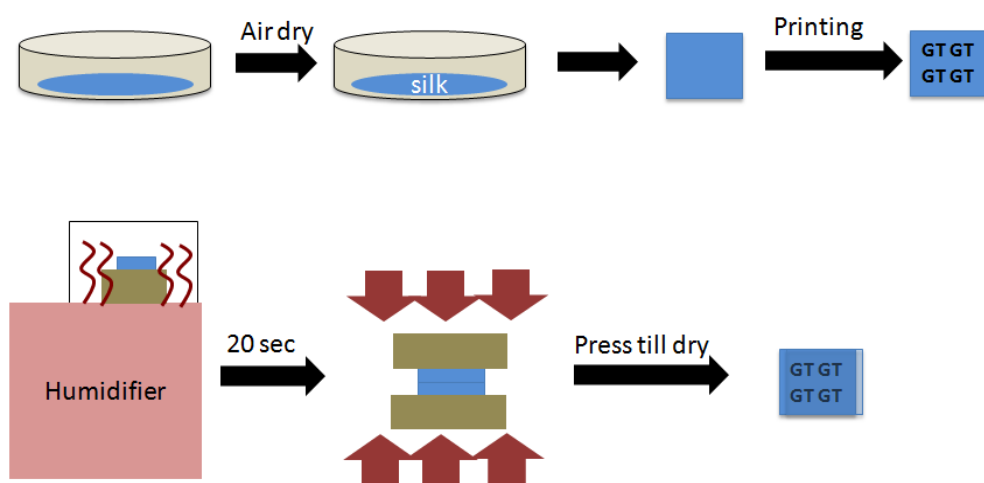 Air dry
silk
Printing
GT GT
GT GT
Humidifier
20 sec
Press till dry
GT GT
GT GT